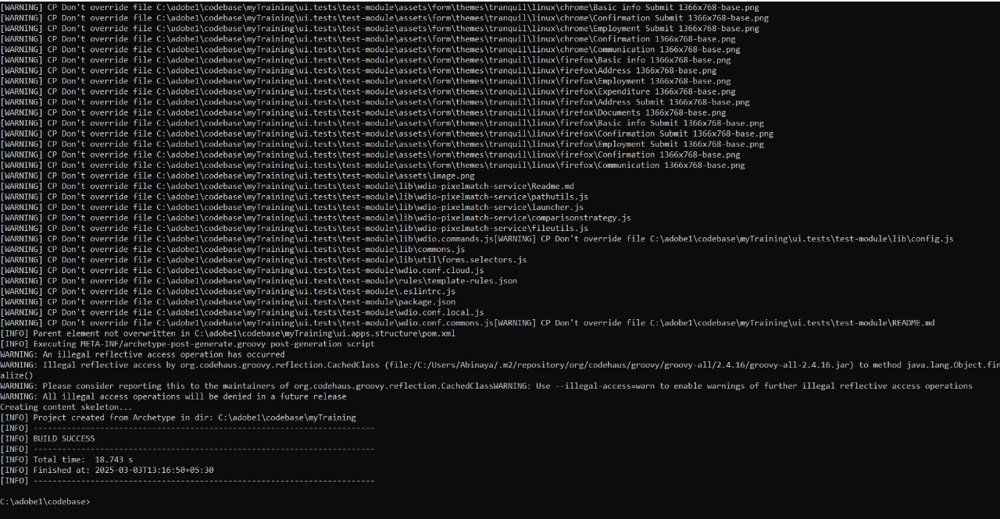 [WARNING] CP Don't override file C:\adobe1\codebase\myTraining\ui.tests\test-module\assets\form\themes\tranquil\linux\chrome\Basic info Submit 1366x768-base.png
[WARNING] CP Don't override file C:\adobe1\codebase\myTraining\ui.tests\test-module\assets\form\themes\tranquil\linux\chrome\Confirmation Submit 1366x768-base.png
[WARNING] CP Don't override file C:\adobe1\codebase\myTraining\ui.tests\test-module\assets\form\themes\tranquil\linux\chrome\Employment Submit 1366x768-base.png
[WARNING] CP Don't override file C:\adobe1\codebase\myTraining\ui.tests\test-module\assets\form\themes\tranquil\linux\chrome\Confirmation 1366x768-base.png
[WARNING] CP Don't override file C:\adobe1\codebase\myTraining\ui.tests\test-module\assets\form\themes\tranquil\linux\chrome\Communication 1366x768-base.png
[WARNING] CP Don't override file C:\adobe1\codebase\myTraining\ui.tests\test-module\assets\form\themes\tranquil\linux\firefox\Basic info 1366x768-base.png
[WARNING] CP Don't override file C:\adobe1\codebase\myTraining\ui.tests\test-module\assets\form\themes\tranquil\linux\firefox\Address 1366x768-base.png
[WARNING] CP Don't override file C:\adobe1\codebase\myTraining\ui.tests\test-module\assets\form\themes\tranquil\linux\firefox\Employment 1366x768-base.png
[WARNING] CP Don't override file C:\adobe1\codebase\myTraining\ui.tests\test-module\assets\form\themes\tranquil\linux\firefox\Expenditure 1366x768-base.png
[WARNING] CP Don't override file C:\adobe1\codebase\myTraining\ui.tests\test-module\assets\form\themes\tranquil\linux\firefox\Address Submit 1366x768-base.png
[WARNING] CP Don't override file C:\adobe1\codebase\myTraining\ui.tests\test-module\assets\form\themes\tranquil\linux\firefox\Documents 1366x768-base.png
[WARNING] CP Don't override file C:\adobe1\codebase\myTraining\ui.tests\test-module\assets\form\themes\tranquil\linux\firefox\Basic info Submit 1366x768-base.png
[WARNING] CP Don't override file C:\adobe1\codebase\myTraining\ui.tests\test-module\assets\form\themes\tranquil\linux\firefox\Confirmation Submit 1366x768-base.png
[WARNING] CP Don't override file C:\adobe1\codebase\myTraining\ui.tests\test-module\assets\form\themes\tranquil\linux\firefox\Employment Submit 1366x768-base.png
[WARNING] CP Don't override file C:\adobe1\codebase\myTraining\ui.tests\test-module\assets\form\themes\tranquil\linux\firefox\Confirmation 1366x768-base.png
[WARNING] CP Don't override file C:\adobe1\codebase\myTraining\ui.tests\test-module\assets\form\themes\tranquil\linux\firefox\Communication 1366x768-base.png
[WARNING] CP Don't override file C:\adobe1\codebase\myTraining\ui.tests\test-module\assets\image.png
[WARNING] CP Don't override file C:\adobe1\codebase\myTraining\ui.tests\test-module\lib\wdio-pixelmatch-service\Readme.md
[WARNING] CP Don't override file C:\adobe1\codebase\myTraining\ui.tests\test-module\lib\wdio-pixelmatch-service\pathutils.js
[WARNING] CP Don't override file C:\adobe1\codebase\myTraining\ui.tests\test-module\lib\wdio-pixelmatch-service\launcher.js
[WARNING] CP Don't override file C:\adobe1\codebase\myTraining\ui.tests\test-module\lib\wdio-pixelmatch-service\comparisonstrategy.js
[WARNING] CP Don't override file C:\adobe1\codebase\myTraining\ui.tests\test-module\lib\wdio-pixelmatch-service\fileutils.js
[WARNING] CP Don't override file C:\adobe1\codebase\myTraining\ui.tests\test-module\lib\wdio.commands.js[WARNING] CP Don't override file C:\adobe1\codebase\myTraining\ui.tests\test-module\lib\config.js
[WARNING] CP Don't override file C:\adobe1\codebase\myTraining\ui.tests\test-module\lib\commons.js
[WARNING] CP Don't override file C:\adobe1\codebase\myTraining\ui.tests\test-module\lib\util\forms.selectors.js
[WARNING] CP Don't override file C:\adobe1\codebase\myTraining\ui.tests\test-module\wdio.conf.cloud.js
[WARNING] CP Don't override file C:\adobe1\codebase\myTraining\ui.tests\test-module\rules\template-rules.json
[WARNING] CP Don't override file C:\adobe1\codebase\myTraining\ui.tests\test-module\.eslintrc.js
[WARNING] CP Don't override file C:\adobe1\codebase\myTraining\ui.tests\test-module\package.json
[WARNING] CP Don't override file C:\adobe1\codebase\myTraining\ui.tests\test-module\wdio.conf.local.js
[WARNING] CP Don't override file C:\adobe1\codebase\myTraining\ui.tests\test-module\wdio.conf.commons.js[WARNING] CP Don't override file C:\adobe1\codebase\myTraining\ui.tests\test-module\README.md
[INFO] Parent element not overwritten in C:\adobe1\codebase\myTraining\ui.apps.structure\pom.xml
[INFO] Executing META-INF/archetype-post-generate.groovy post-generation script
WARNING: An illegal reflective access operation has occurred
WARNING: Illegal reflective access by org.codehaus.groovy.reflection.CachedClass (file:/C:/Users/Abinaya/.m2/repository/org/codehaus/groovy/groovy-all/2.4.16/groovy-all-2.4.16.jar) to method java.lang.Object.fin
alize()
WARNING: Please consider reporting this to the maintainers of org.codehaus.groovy.reflection.CachedClassWARNING: Use --illegal-access=warn to enable warnings of further illegal reflective access operations
WARNING: All illegal access operations will be denied in a future release
Creating content skeleton...
[INFO] Project created from Archetype in dir: C:\adobe1\codebase\myTraining
[INFO] ------------------------------------------------------------------------
[INFO] BUILD SUCCESS
[INFO] ------------------------------------------------------------------------
[INFO] Total time:  18.743 s
[INFO] Finished at: 2025-03-03T13:16:50+05:30
[INFO] ------------------------------------------------------------------------
C:\adobe1\codebase>